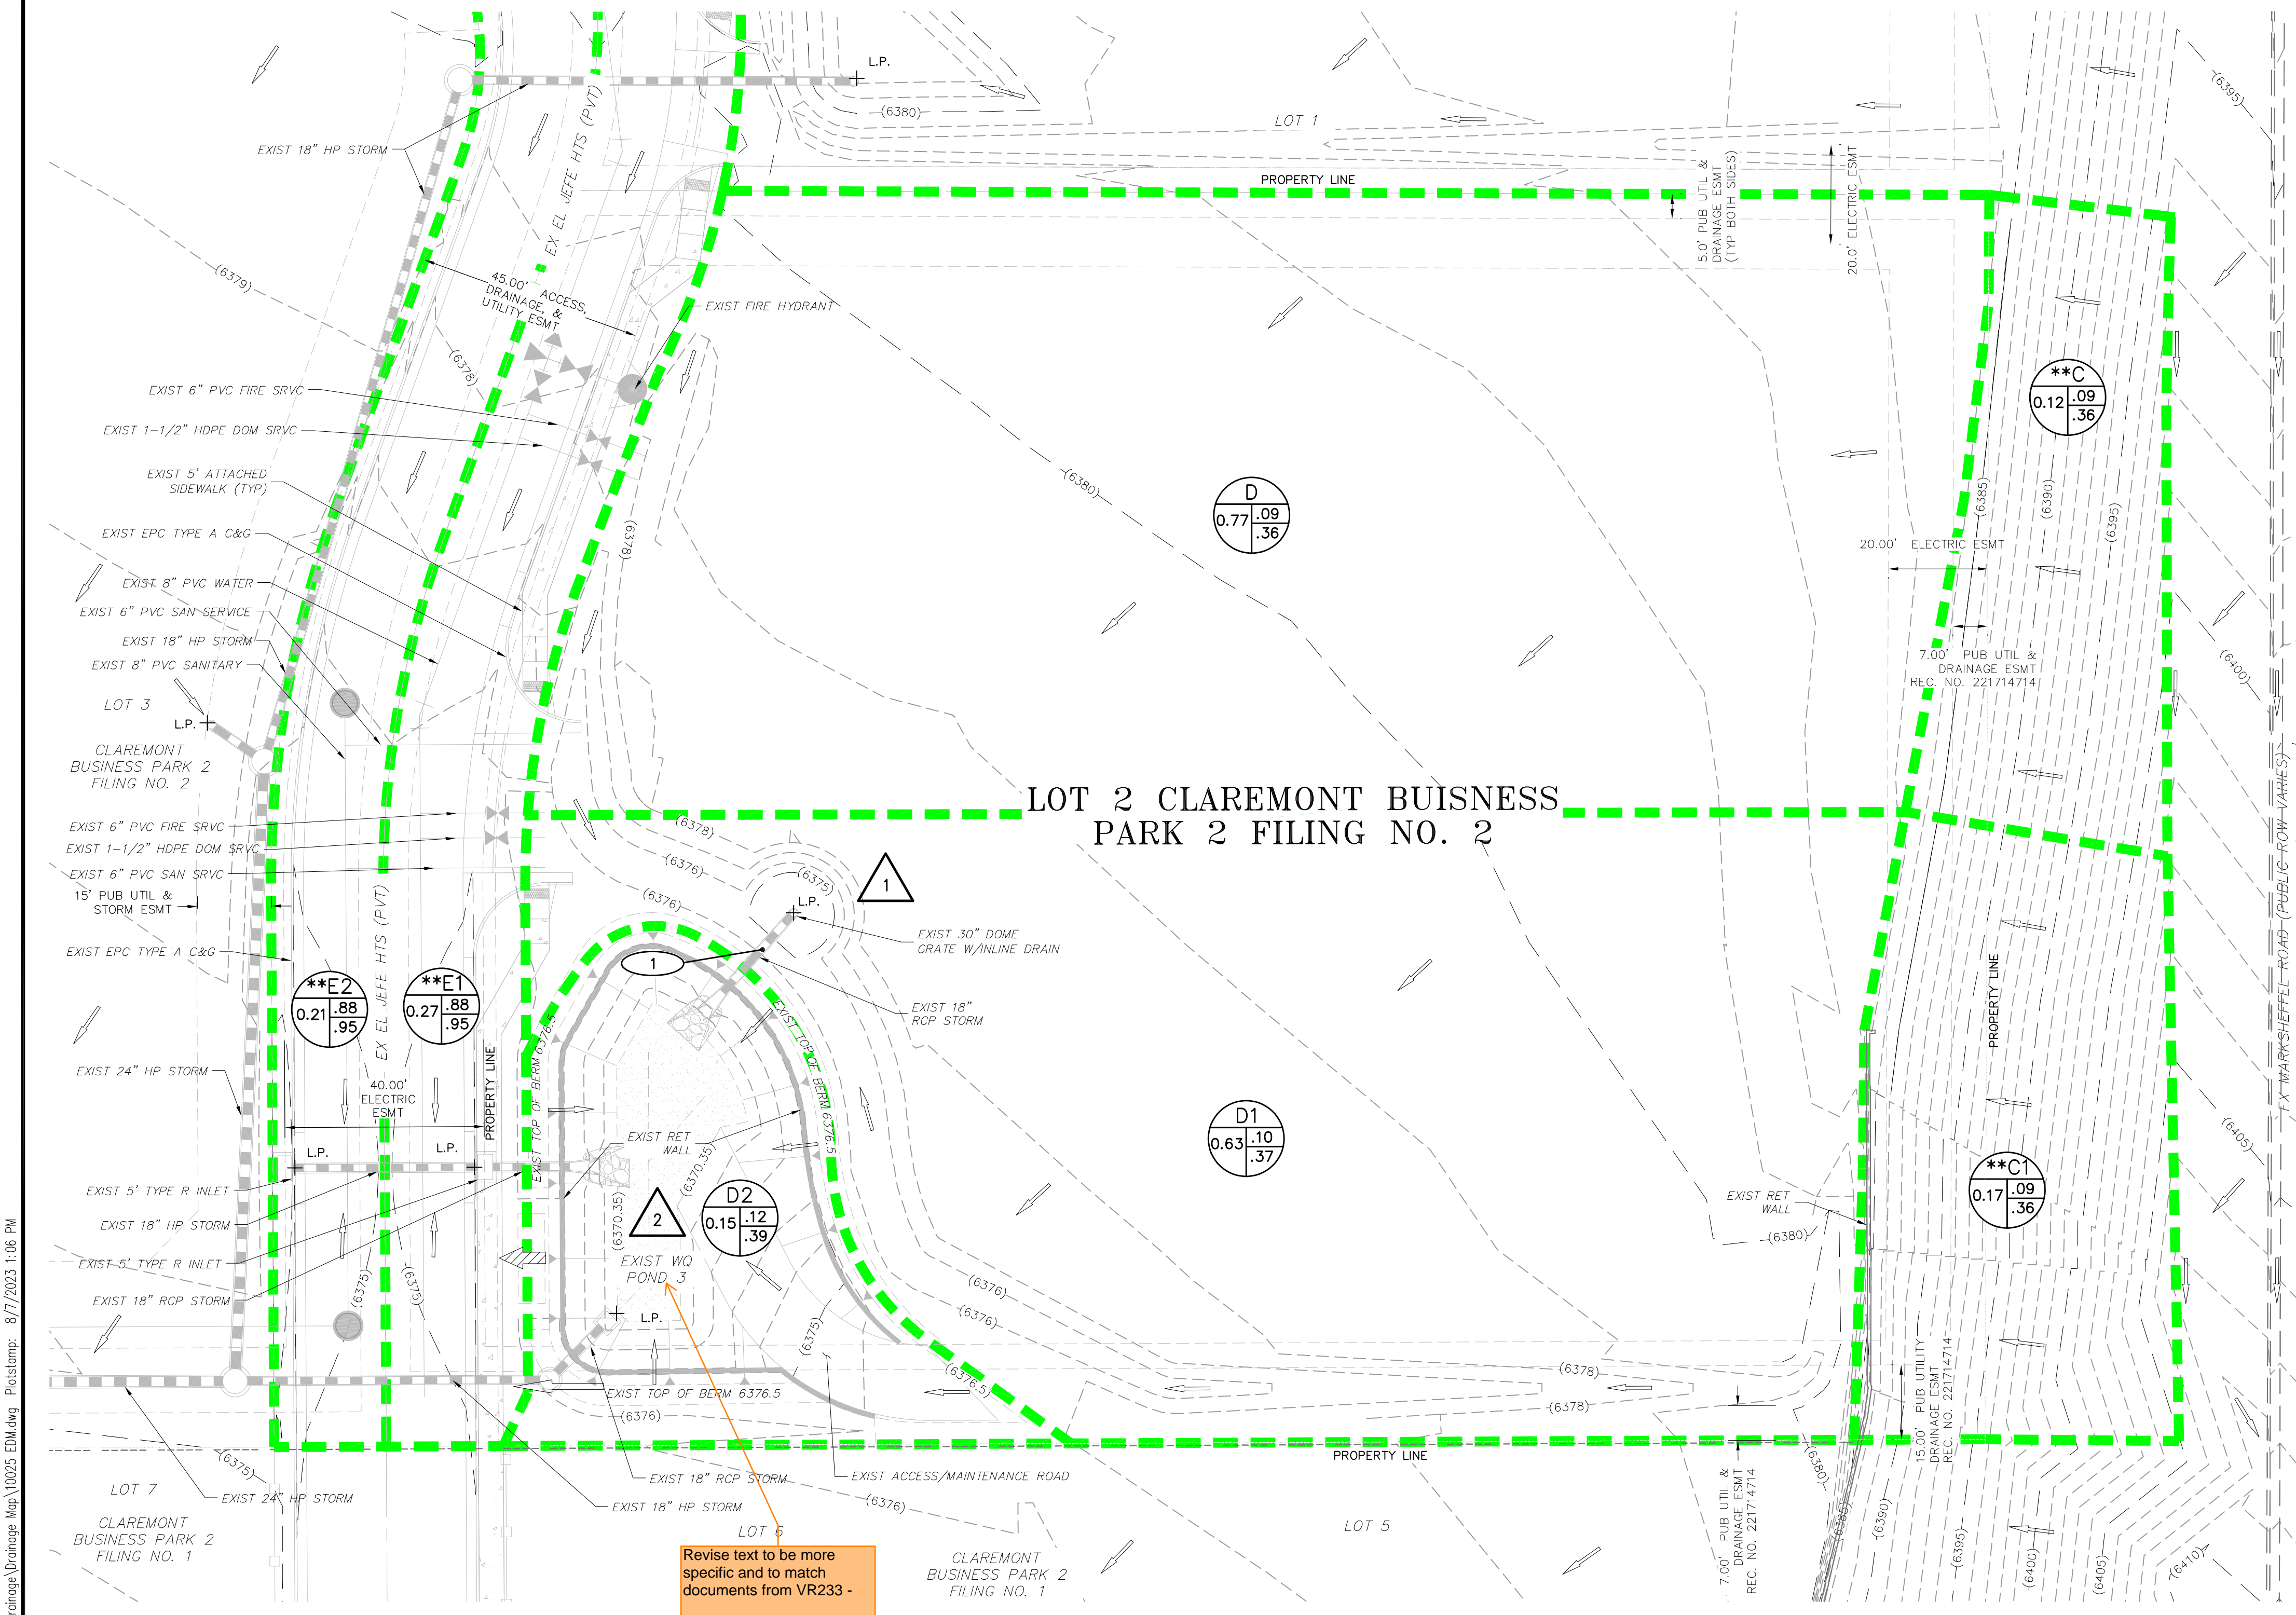 L.P.
(6380)
LOT 1
(6395)
EXIST 18" HP STORM
EX EL JEFE HTS (PVT)
PROPERTY LINE
5.0' PUB UTIL &
DRAINAGE ESMT
(TYP BOTH SIDES)
20.0' ELECTRIC ESMT
(6379)
45.00' ACCESS,
DRAINAGE, &
UTILITY ESMT
EXIST FIRE HYDRANT
(6378)
EXIST 6" PVC FIRE SRVC
EXIST 1-1/2" HDPE DOM SRVC
**C
0.12
.09
.36
EXIST 5' ATTACHED
SIDEWALK (TYP)
(6380)
D
0.77
.09
.36
(6385)
(6390)
(6395)
EXIST EPC TYPE A C&G
(6378)
20.00' ELECTRIC ESMT
EXIST 8" PVC WATER
EXIST 6" PVC SAN SERVICE
EXIST 18" HP STORM
EXIST 8" PVC SANITARY
7.00' PUB UTIL &
DRAINAGE ESMT
REC. NO. 221714714
(6400)
LOT 3
L.P.
CLAREMONT
BUSINESS PARK 2
FILING NO. 2
LOT 2 CLAREMONT BUISNESS
PARK 2 FILING NO. 2
EXIST 6" PVC FIRE SRVC
EXIST 1-1/2" HDPE DOM SRVC
EXIST 6" PVC SAN SRVC
(6378)
(6376)
(6375)
(6376)
1
L.P.
15' PUB UTIL &
STORM ESMT
EXIST 30" DOME
GRATE W/INLINE DRAIN
EXIST EPC TYPE A C&G
EX EL JEFE HTS (PVT)
1
**E2
0.21
.88
.95
**E1
0.27
.88
.95
EXIST 18"
RCP STORM
PROPERTY LINE
EX MARKSHEFFEL ROAD (PUBLIC ROW VARIES)
EXIST TOP OF BERM 6376.5
EXIST TOP OF BERM 6376.5
EXIST 24" HP STORM
40.00'
ELECTRIC
ESMT
PROPERTY LINE
EXIST RET
WALL
D1
0.63
.10
.37
(6405)
L.P.
L.P.
(6370.35)
(6370.35)
EXIST 5' TYPE R INLET
D2
0.15
.12
.39
2
**C1
0.17
.09
.36
EXIST RET
WALL
EXIST 18" HP STORM
(6380)
EXIST 5' TYPE R INLET
EXIST WQ
POND 3
(6375)
(6375)
EXIST 18" RCP STORM
L.P.
(6376)
(6376)
(6375)
(6378)
(6376.5)
(6378)
EXIST TOP OF BERM 6376.5
(6376)
15.00' PUB UTILITY
DRAINAGE ESMT
REC. NO. 221714714
PROPERTY LINE
(6375)
EXIST 18" RCP STORM
EXIST ACCESS/MAINTENANCE ROAD
LOT 7
EXIST 24" HP STORM
EXIST 18" HP STORM
(6376)
7.00' PUB UTIL &
DRAINAGE ESMT
REC. NO. 221714714
(6380)
(6385)
(6390)
(6395)
(6400)
(6405)
(6410)
CLAREMONT
BUSINESS PARK 2
FILING NO. 1
LOT 6
LOT 5
Revise text to be more
specific and to match
documents from VR233 -
CLAREMONT
BUSINESS PARK 2
FILING NO. 1
rainage\Drainage Map\10025 EDM.dwg Plotstamp: 8/7/2023 1:06 PM